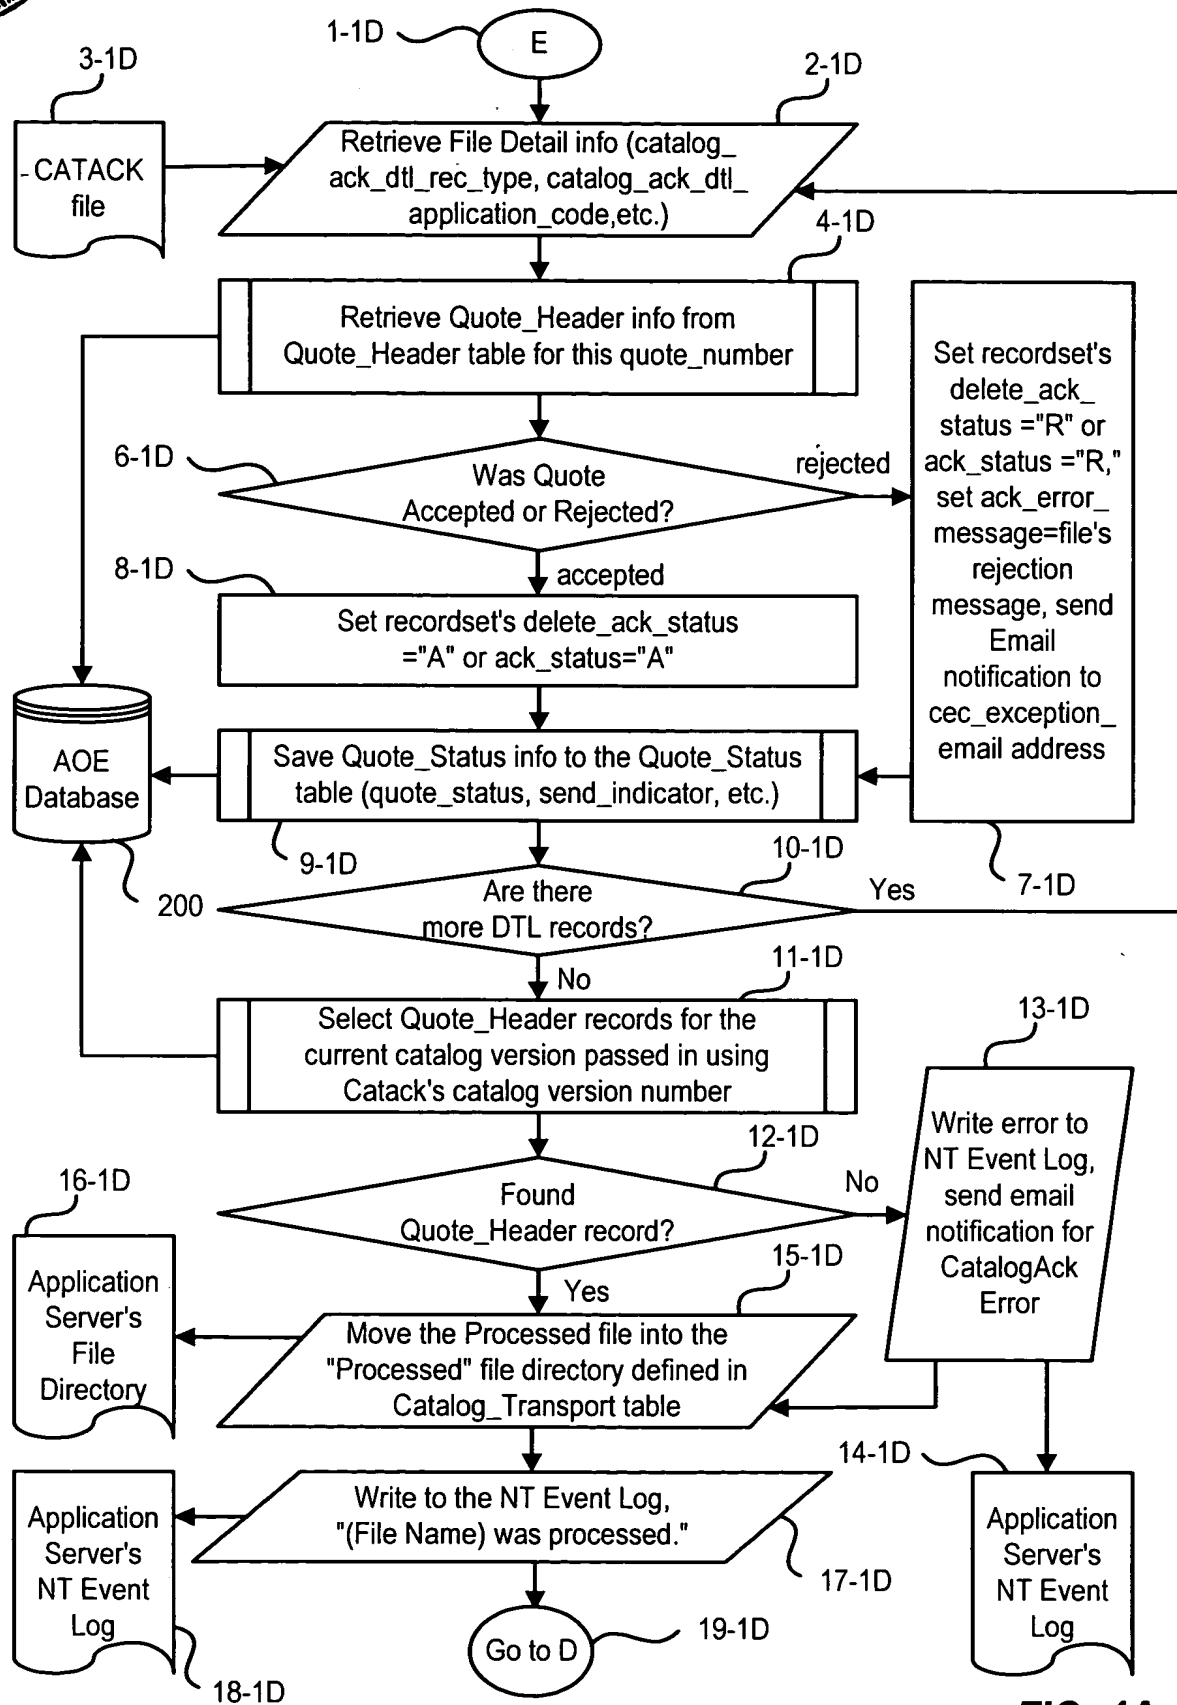 1-1D
E
3-1D
2-1D
CATACK
file
Retrieve File Detail info (catalog_
ack_dtl_rec_type, catalog_ack_dtl_
application_code,etc.)
4-1D
Retrieve Quote_Header info from
Quote_Header table for this quote_number
Set recordset's
delete_ack_
status ="R" or
ack_status ="R,"
set ack_error_
message=file's
rejection
message, send
Email
notification to
cec_exception_
email address
6-1D
Was Quote
Accepted or Rejected?
rejected
8-1D
accepted
Set recordset's delete_ack_status
="A" or ack_status="A"
AOE
Database
Save Quote_Status info to the Quote_Status
table (quote_status, send_indicator, etc.)
9-1D
10-1D
7-1D
200
Are there
more DTL records?
Yes
No
11-1D
Select Quote_Header records for the
current catalog version passed in using
Catack's catalog version number
13-1D
12-1D
Write error to
NT Event Log,
send email
notification for
CatalogAck
Error
16-1D
Found
Quote_Header record?
No
15-1D
Yes
Application
Server's
File
Directory
Move the Processed file into the
"Processed" file directory defined in
Catalog_Transport table
14-1D
Application
Server's
NT Event
Log
Write to the NT Event Log,
"(File Name) was processed."
Application
Server's
NT Event
Log
17-1D
Go to D
19-1D
18-1D